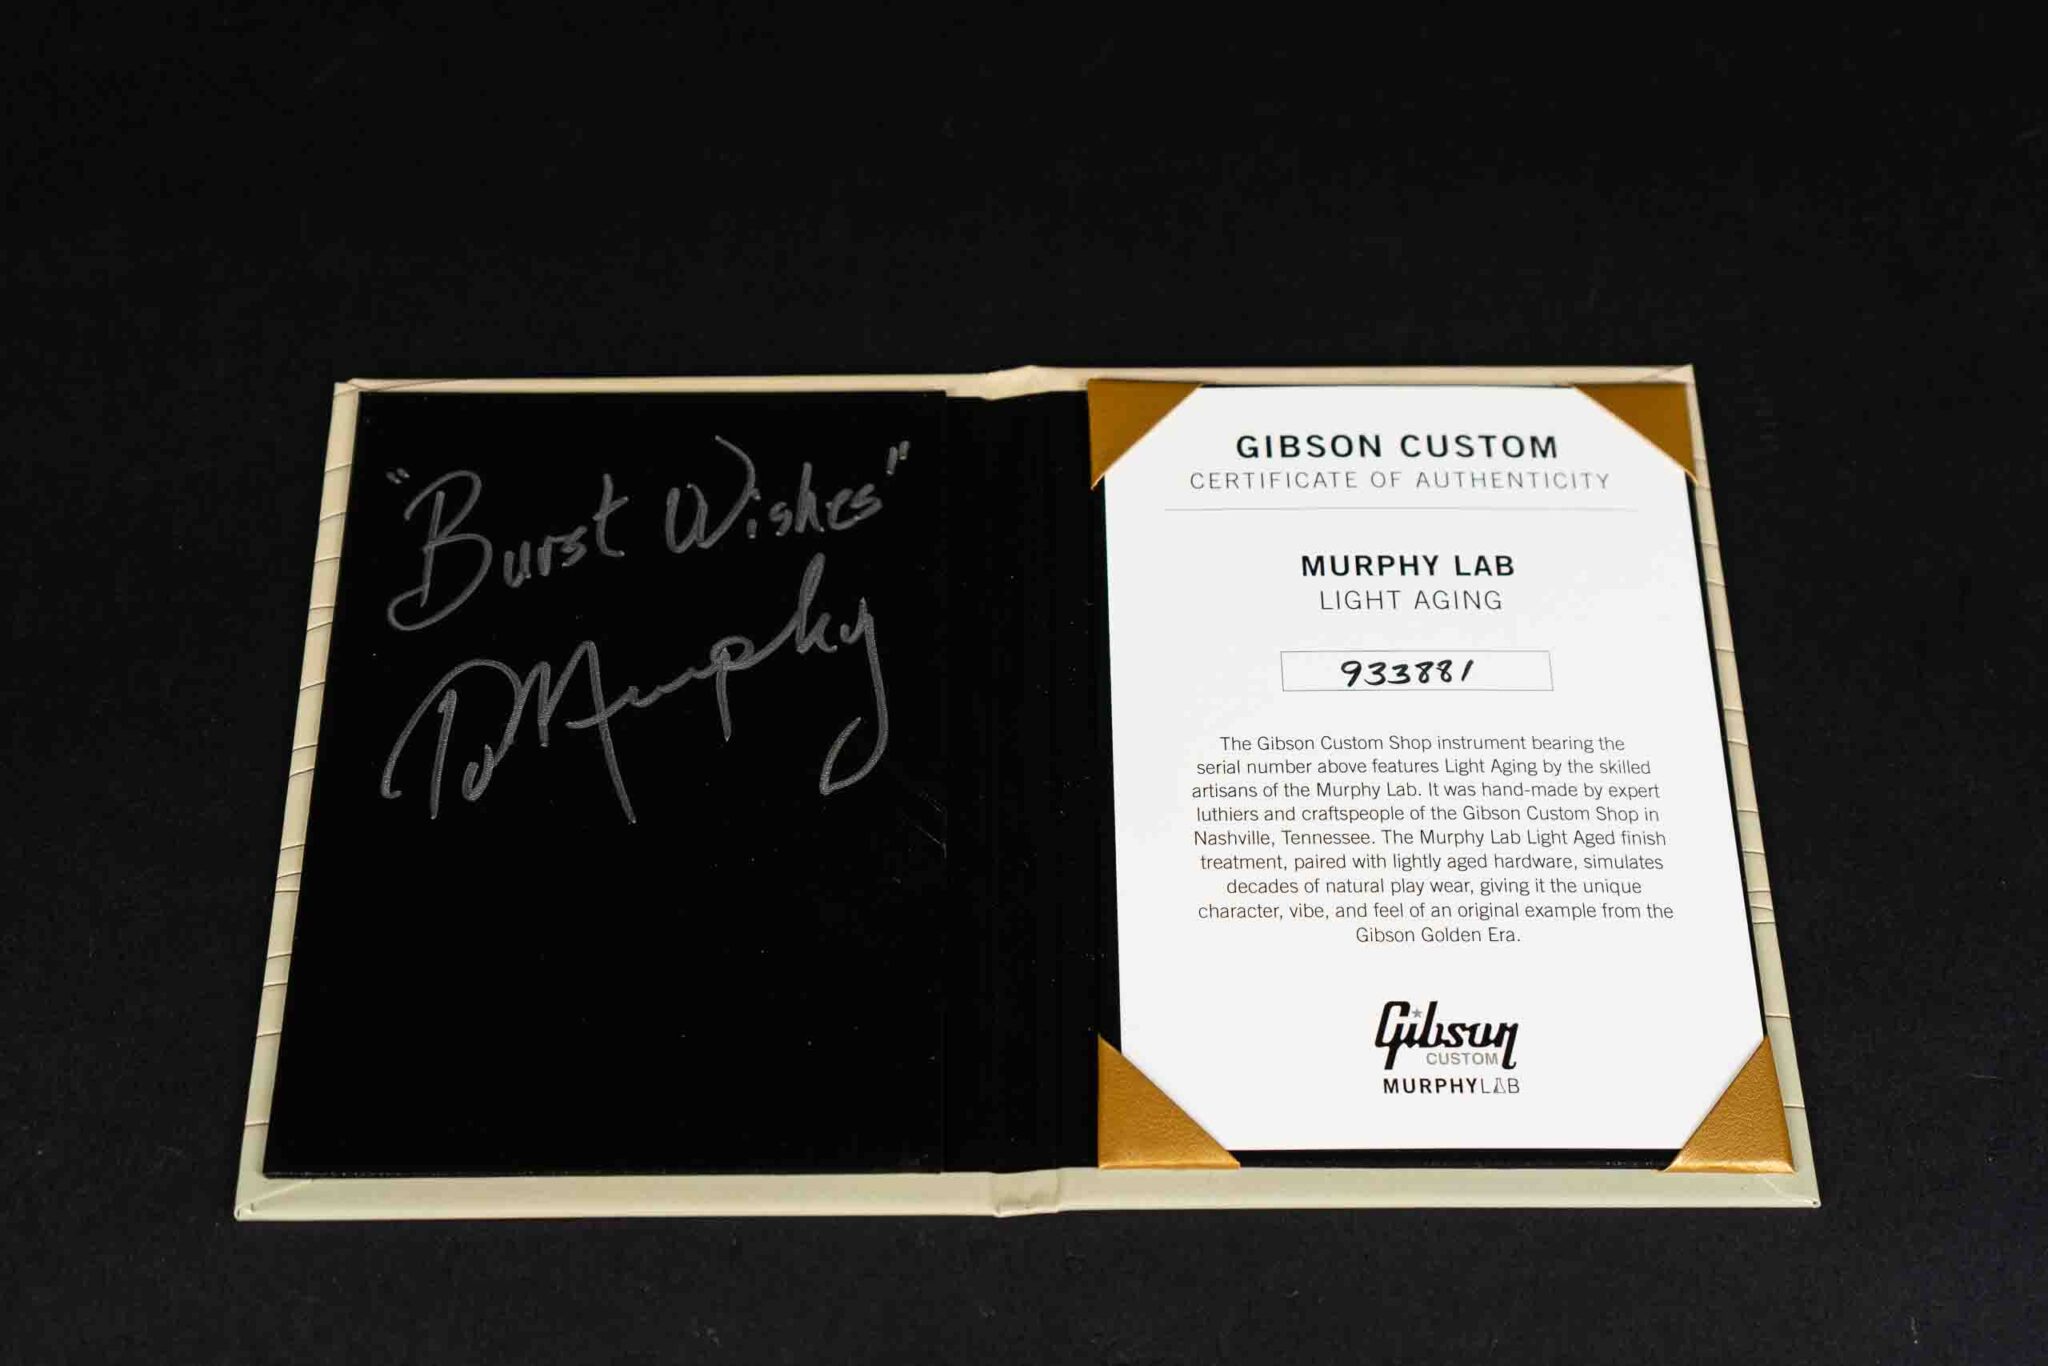 "Burst Wishes"
Tom Murphy
GIBSON CUSTOM
CERTIFICATE OF AUTHENTICITY
MURPHY LAB
LIGHT AGING
933881
The Gibson Custom Shop instrument bearing the
serial number above features Light Aging by the skilled
artisans of the Murphy Lab. It was hand-made by expert
luthiers and craftspeople of the Gibson Custom Shop in
Nashville, Tennessee. The Murphy Lab Light Aged finish
treatment, paired with lightly aged hardware, simulates
decades of natural play wear, giving it the unique
character, vibe, and feel of an original example from the
Gibson Golden Era.
Gibson
CUSTOM
MURPHYLAB